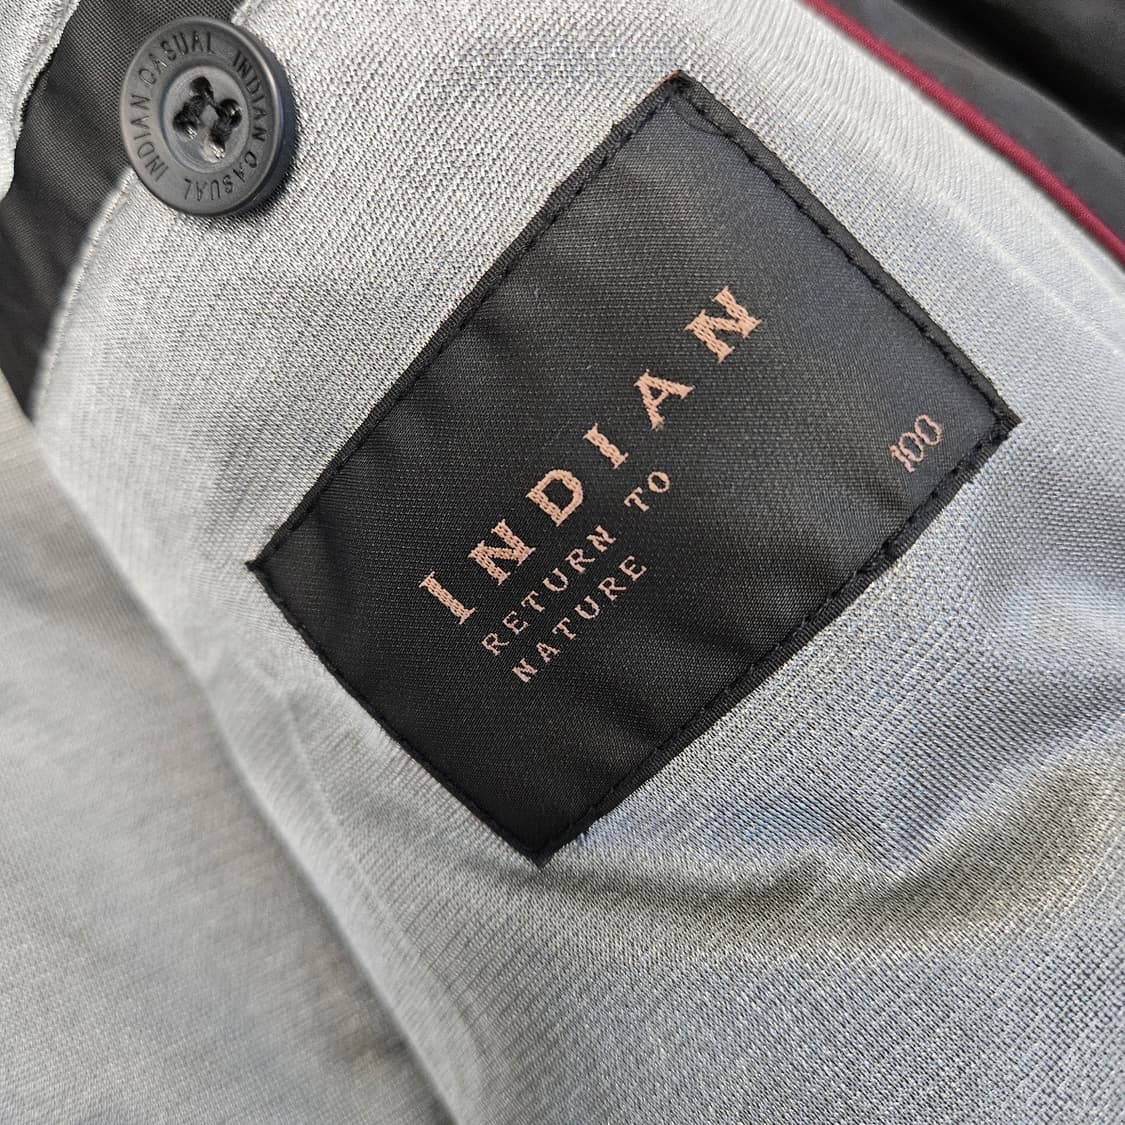 INDIAN CASUAL INDIAN CASUAL
INDIAN
RETURN TO
NATURE
100